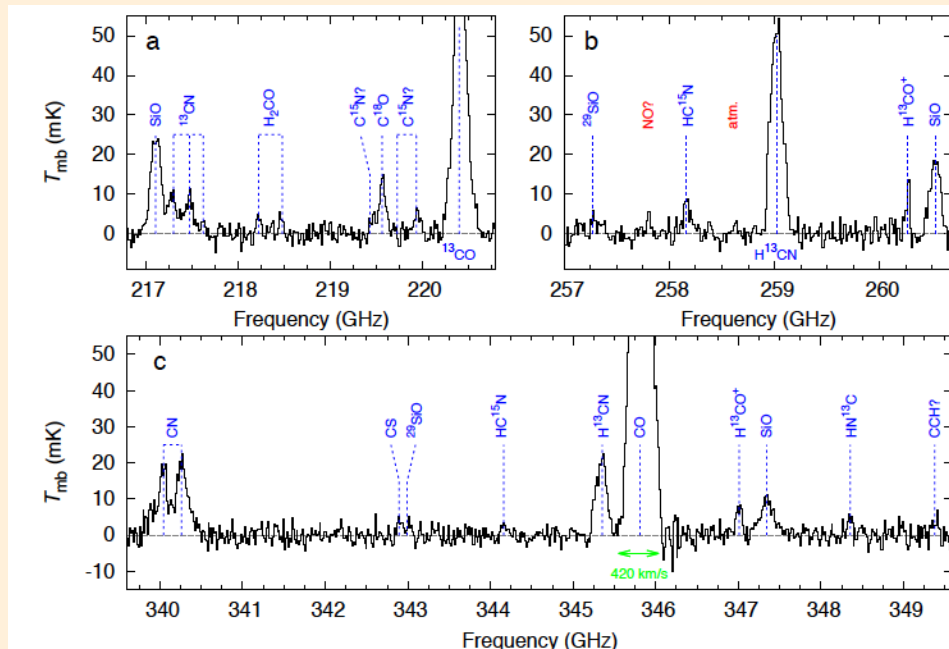 a
T_mb (mK)
50
40
30
20
10
0
SiO
¹³CN
H₂CO
C¹⁵N?
C¹⁸O
C¹⁵N?
¹³CO
217
218
219
220
Frequency (GHz)
b
50
40
30
20
10
0
²⁹SiO
NO?
HC¹⁵N
atm.
H¹³CN
H¹³CO⁺
SiO
257
258
259
260
Frequency (GHz)
c
T_mb (mK)
50
40
30
20
10
0
-10
CN
CS
²⁹SiO
HC¹⁵N
H¹³CN
CO
H¹³CO⁺
SiO
HN¹³C
CCH?
420 km/s
340
341
342
343
344
345
346
347
348
349
Frequency (GHz)